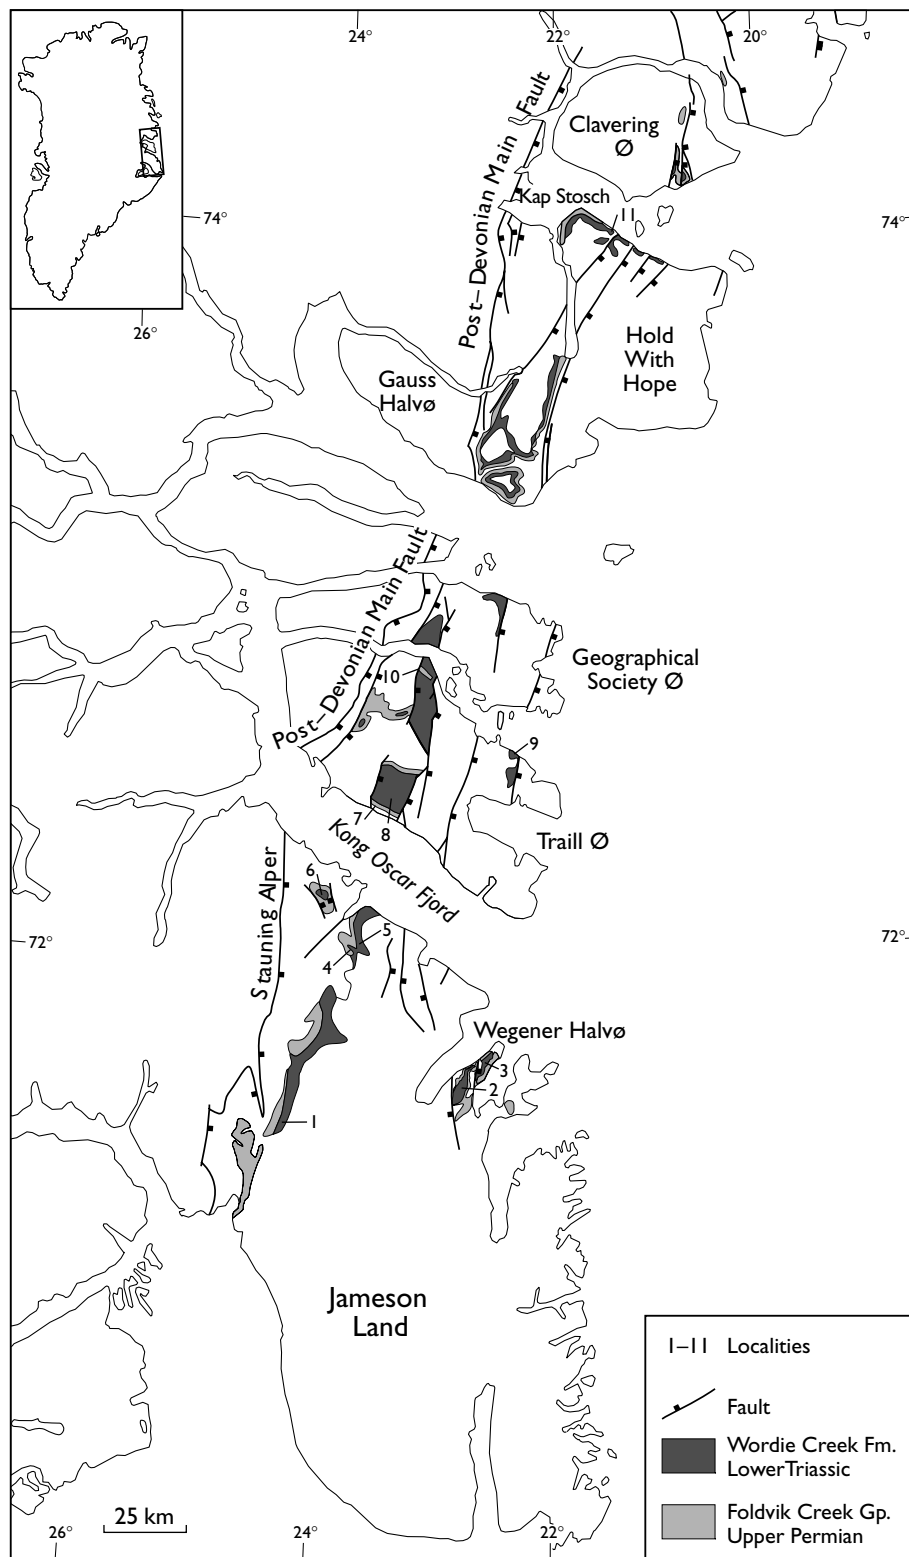 24°
22°
20°
Clavering
Ø
Post–Devonian Main Fault
Kap Stosch
11
74°
74°
26°
Hold
With
Hope
Gauss
Halvø
Post–Devonian Main Fault
10
Geographical
Society Ø
9
7
8
Kong Oscar Fjord
Traill Ø
6
Stauning Alper
5
4
72°
72°
Wegener Halvø
3
2
1
Jameson
Land
1–11 Localities
Fault
Wordie Creek Fm.
LowerTriassic
Foldvik Creek Gp.
Upper Permian
25 km
26°
24°
22°